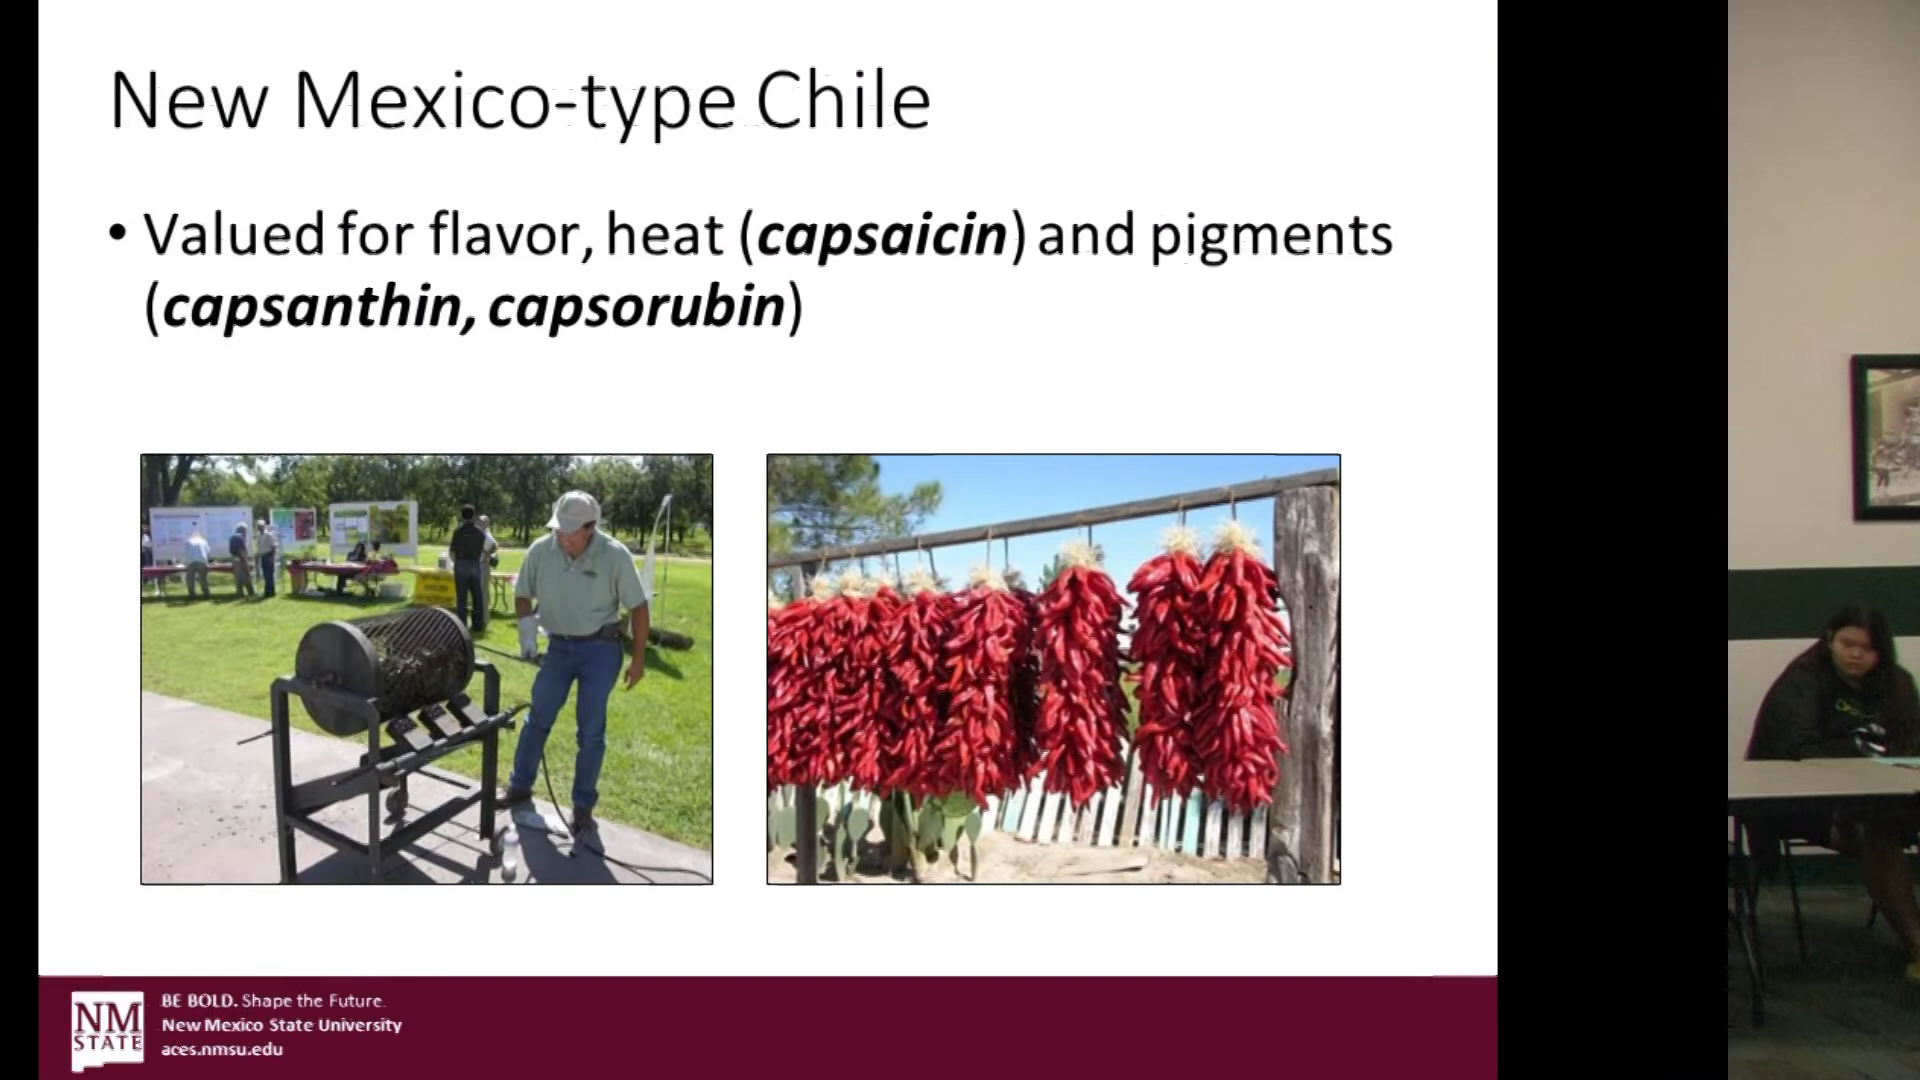 New Mexico-type Chile
• Valued for flavor, heat (capsaicin) and pigments
(capsanthin, capsorubin)
NM
STATE
BE BOLD. Shape the Future.
New Mexico State University
aces.nmsu.edu